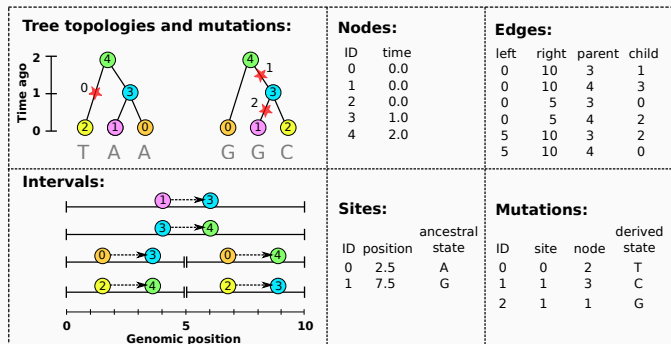 Tree topologies and mutations:
Time ago
2
1
0
4
0
3
2
1
0
T A A
4
1
3
2
0
1
2
G G C
Nodes:
ID time
0 0.0
1 0.0
2 0.0
3 1.0
4 2.0
Edges:
left right parent child
0 10 3 1
0 10 4 3
0 5 3 0
0 5 4 2
5 10 3 2
5 10 4 0
Intervals:
1 3
3 4
0 3 0 4
2 4 2 3
0 5 10
Genomic position
Sites:
ancestral
ID position state
0 2.5 A
1 7.5 G
Mutations:
derived
ID site node state
0 0 2 T
1 1 3 C
2 1 1 G